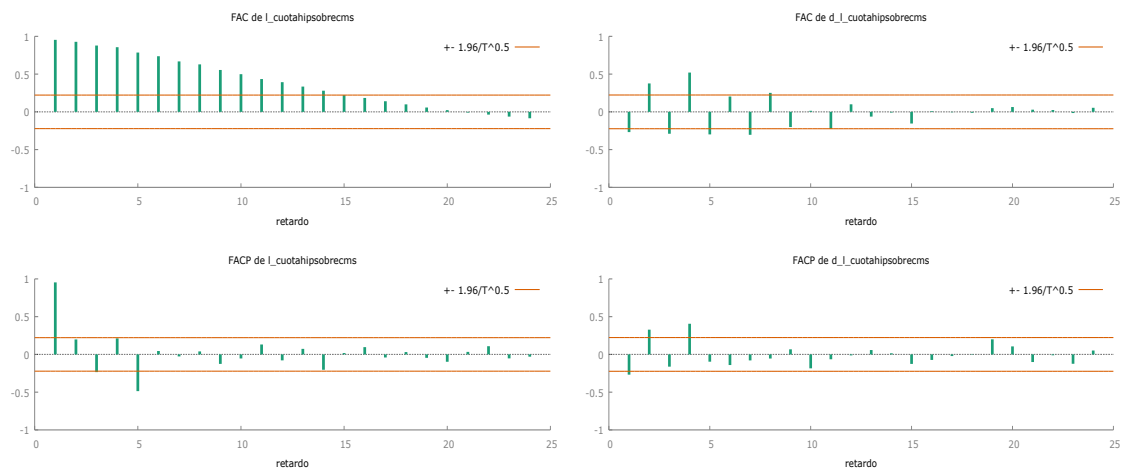 FAC de l_cuotahipsobrecms
+- 1.96/T^0.5
1
0.5
0
-0.5
-1
0 5 10 15 20 25
retardo
FAC de d_l_cuotahipsobrecms
+- 1.96/T^0.5
1
0.5
0
-0.5
-1
0 5 10 15 20 25
retardo
FACP de l_cuotahipsobrecms
+- 1.96/T^0.5
1
0.5
0
-0.5
-1
0 5 10 15 20 25
retardo
FACP de d_l_cuotahipsobrecms
+- 1.96/T^0.5
1
0.5
0
-0.5
-1
0 5 10 15 20 25
retardo